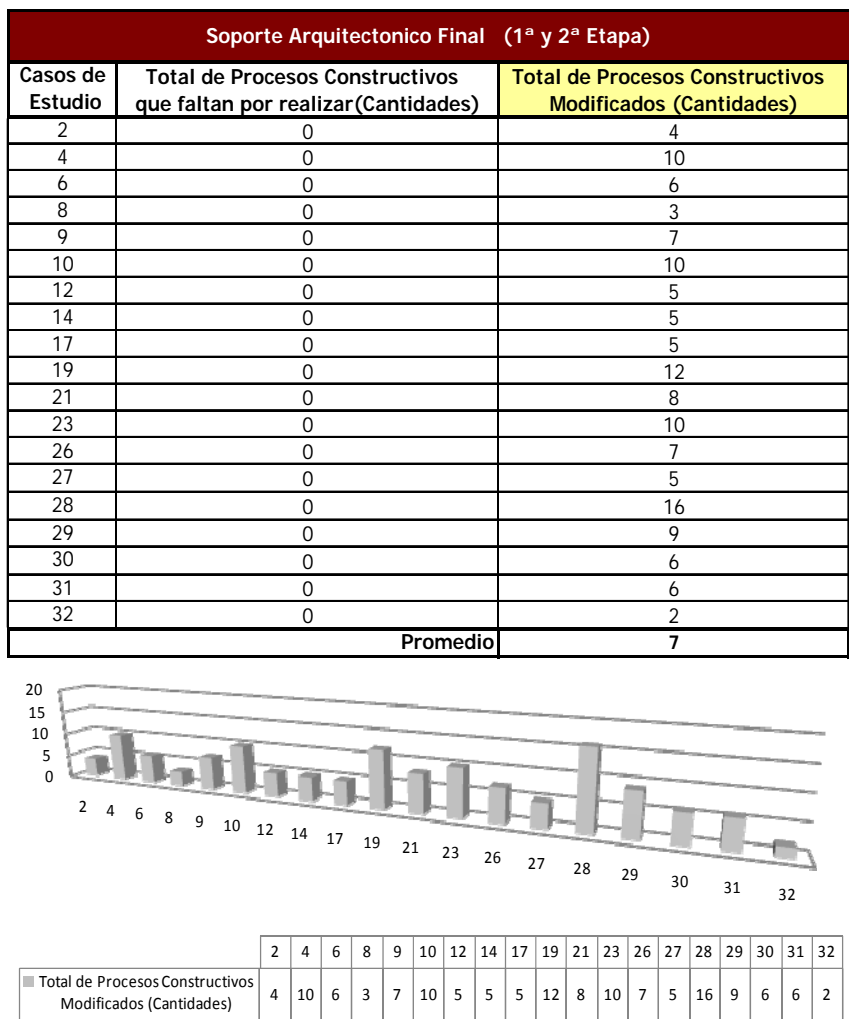 Soporte Arquitectonico Final (1ª y 2ª Etapa)
Casos de Estudio Total de Procesos Constructivos que faltan por realizar(Cantidades) Total de Procesos Constructivos Modificados (Cantidades)
2 0 4
4 0 10
6 0 6
8 0 3
9 0 7
10 0 10
12 0 5
14 0 5
17 0 5
19 0 12
21 0 8
23 0 10
26 0 7
27 0 5
28 0 16
29 0 9
30 0 6
31 0 6
32 0 2
Promedio 7
20
15
10
5
0
2 4 6 8 9 10 12 14 17 19 21 23 26 27 28 29 30 31 32
2 4 6 8 9 10 12 14 17 19 21 23 26 27 28 29 30 31 32
Total de Procesos Constructivos
Modificados (Cantidades)
4 10 6 3 7 10 5 5 5 12 8 10 7 5 16 9 6 6 2